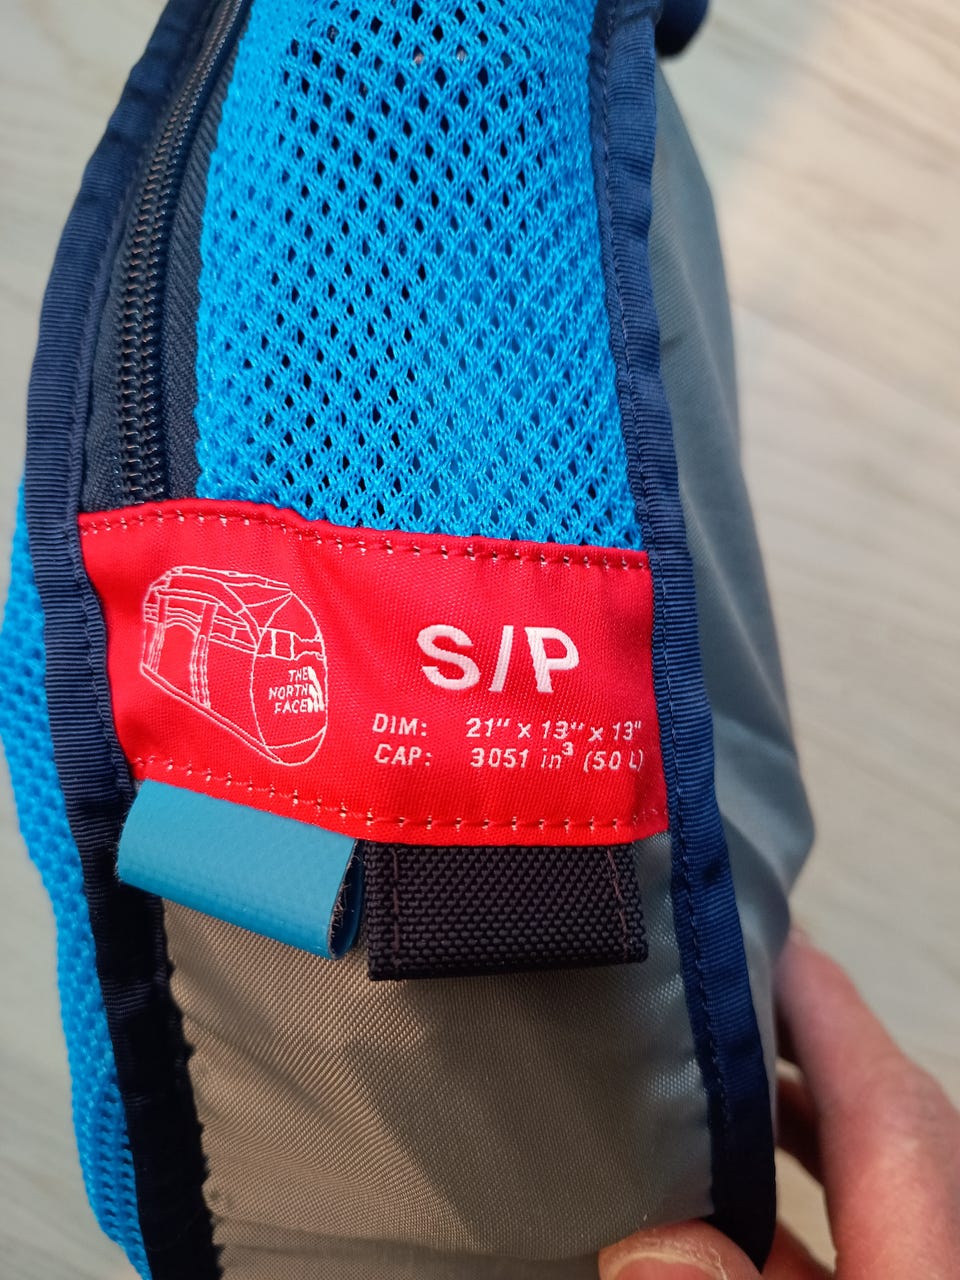 THE
NORTH
FACE
S/P
DIM: 21" x 13" x 13"
CAP: 3051 in³ (50 L)